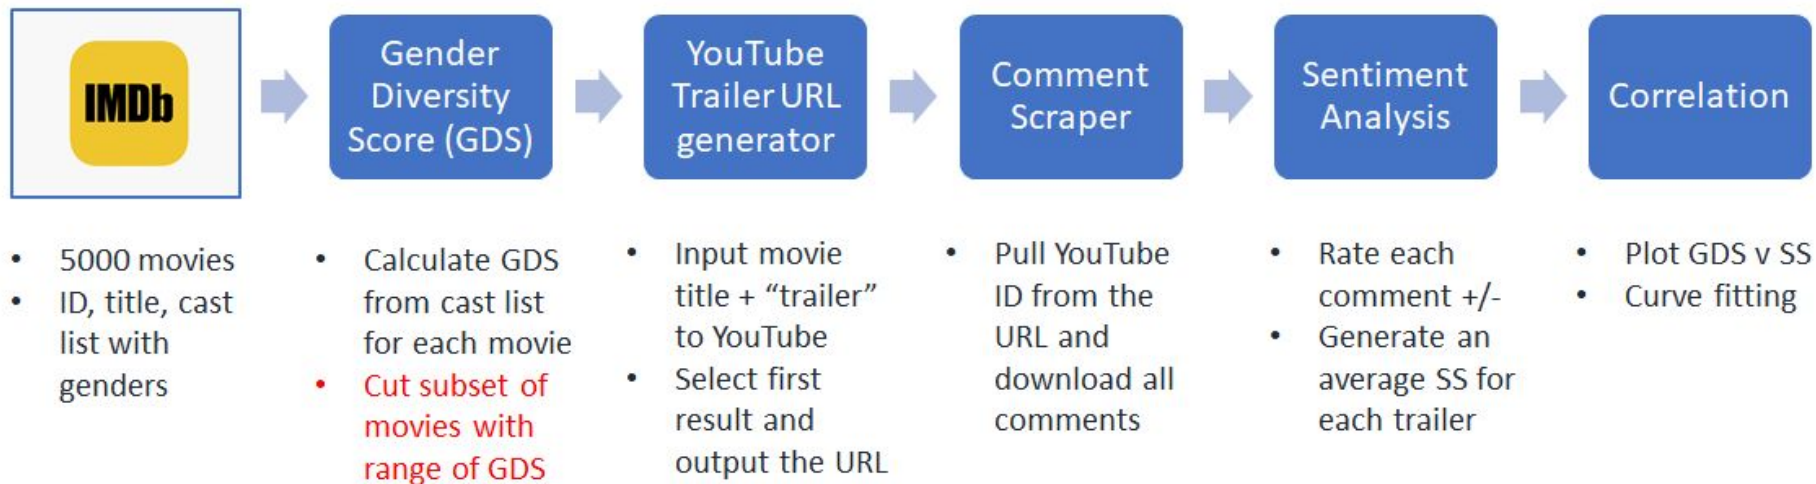 IMDb
Gender
Diversity
Score (GDS)
YouTube
Trailer URL
generator
Comment
Scraper
Sentiment
Analysis
Correlation
• 5000 movies
• ID, title, cast
list with
genders
• Calculate GDS
from cast list
for each movie
• Cut subset of
movies with
range of GDS
• Input movie
title + “trailer”
to YouTube
• Select first
result and
output the URL
• Pull YouTube
ID from the
URL and
download all
comments
• Rate each
comment +/-
• Generate an
average SS for
each trailer
• Plot GDS v SS
• Curve fitting